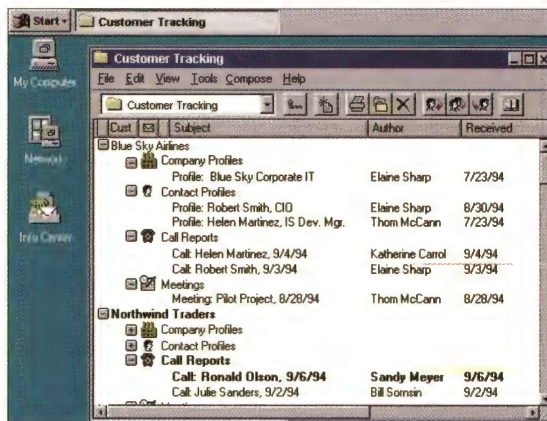 Start
Customer Tracking
My Computer
Network
Info Center
Customer Tracking
File Edit View Tools Compose Help
Customer Tracking
Cust Subject Author Received
Blue Sky Airlines
Company Profiles
Profile: Blue Sky Corporate IT Elaine Sharp 7/23/94
Contact Profiles
Profile: Robert Smith, CIO Elaine Sharp 8/30/94
Profile: Helen Martinez, IS Dev. Mgr. Thom McCann 7/23/94
Call Reports
Call: Helen Martinez, 9/4/94 Katherine Carrol 9/4/94
Call: Robert Smith, 9/3/94 Elaine Sharp 9/3/94
Meetings
Meeting: Pilot Project, 8/28/94 Thom McCann 8/28/94
Northwind Traders
Company Profiles
Contact Profiles
Call Reports
Call: Ronald Olson, 9/6/94 Sandy Meyer 9/6/94
Call: Julie Sanders, 9/2/94 Bill Sornsin 9/2/94